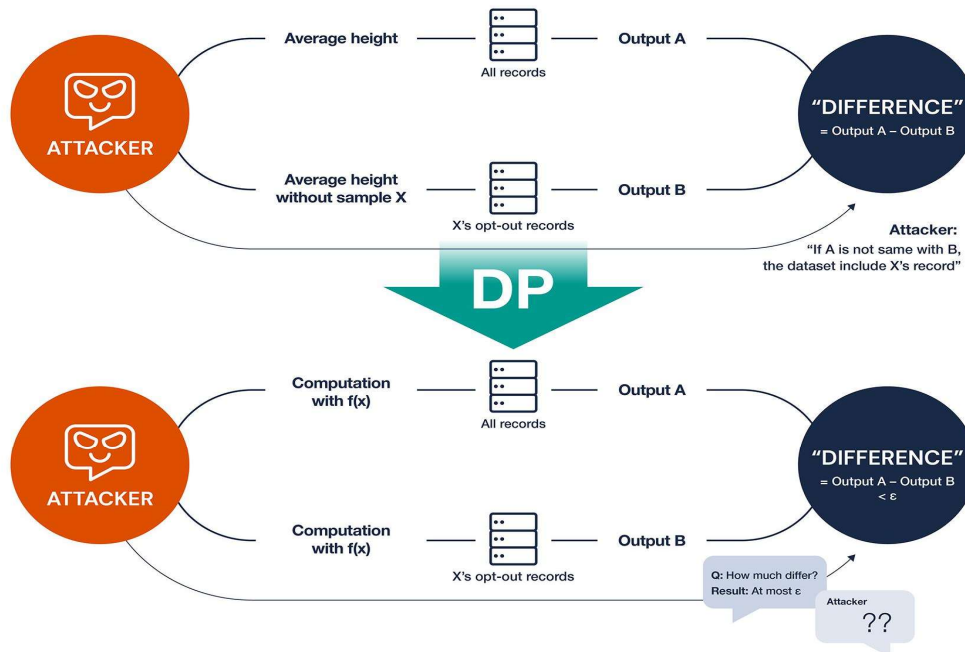 Average height
All records
Output A
ATTACKER
"DIFFERENCE"
= Output A – Output B
Average height
without sample X
X's opt-out records
Output B
Attacker:
"If A is not same with B,
the dataset include X's record"
DP
Computation
with f(x)
All records
Output A
ATTACKER
"DIFFERENCE"
= Output A – Output B
< ε
Computation
with f(x)
X's opt-out records
Output B
Q: How much differ?
Result: At most ε
Attacker
??